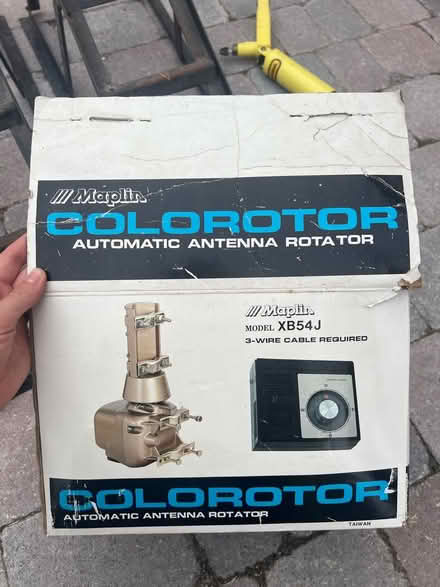 /// Maplin
COLOROTOR
AUTOMATIC ANTENNA ROTATOR
/// Maplin
MODEL XB54J
3-WIRE CABLE REQUIRED
COLOROTOR
AUTOMATIC ANTENNA ROTATOR
TAIWAN